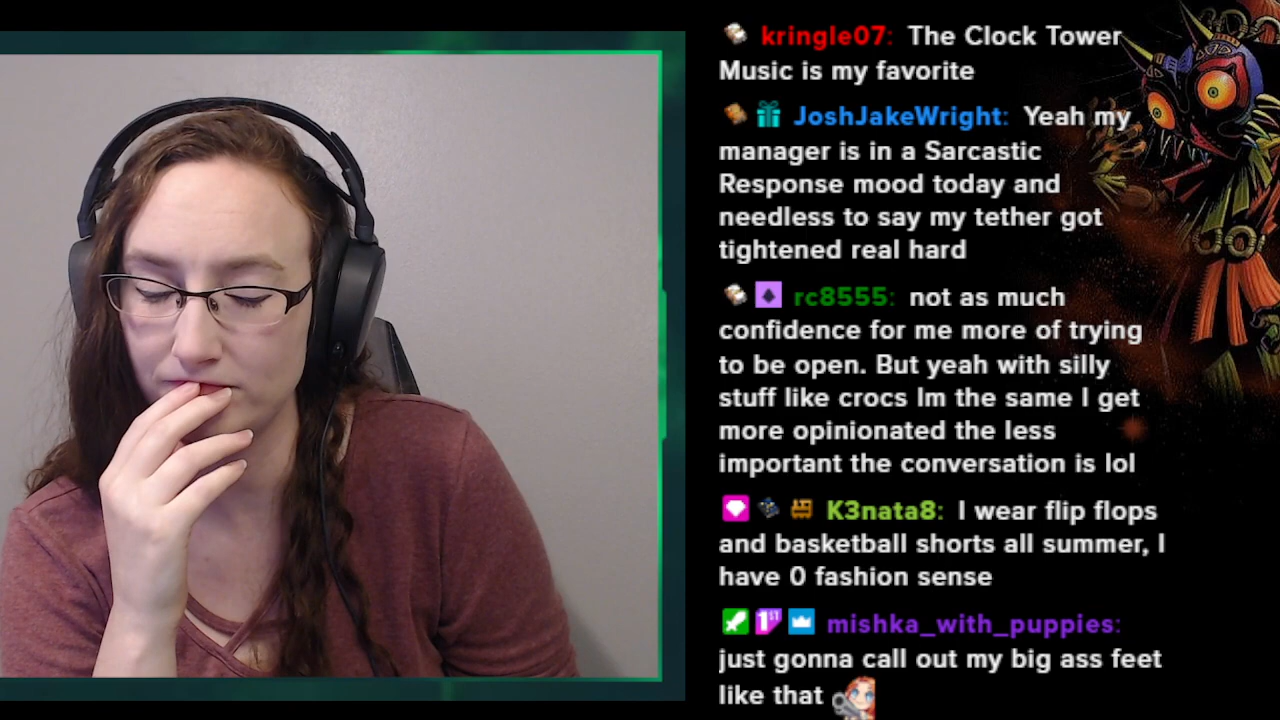 kringle07: The Clock Tower
Music is my favorite
JoshJakeWright: Yeah my
manager is in a Sarcastic
Response mood today and
needless to say my tether got
tightened real hard
1ST
rc8555: not as much
confidence for me more of trying
to be open. But yeah with silly
stuff like crocs Im the same I get
more opinionated the less
important the conversation is lol
K3nata8: I wear flip flops
and basketball shorts all summer, I
have 0 fashion sense
mishka_with_puppies:
just gonna call out my big ass feet
like that